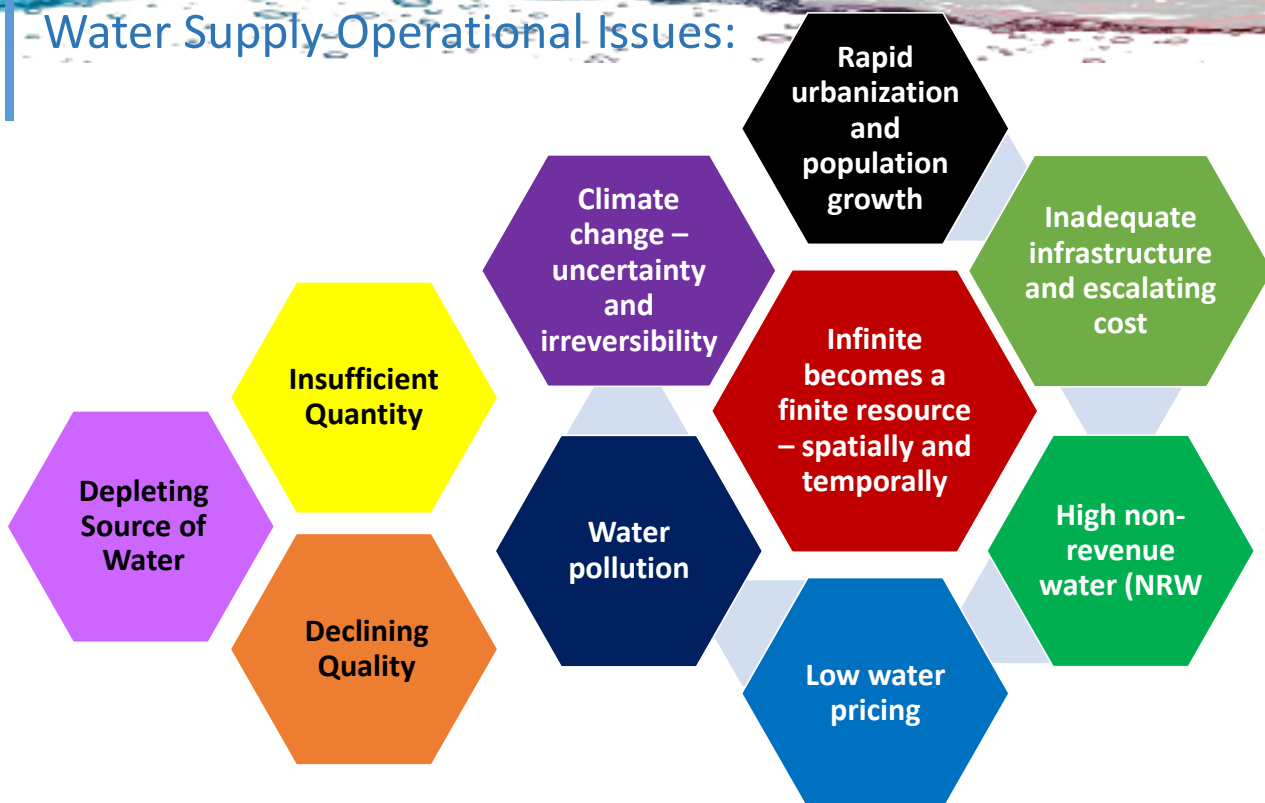 Water Supply Operational Issues:
Rapid
urbanization
and
population
growth
Climate
change –
uncertainty
and
irreversibility
Inadequate
infrastructure
and escalating
cost
Infinite
becomes a
finite resource
– spatially and
temporally
Insufficient
Quantity
Depleting
Source of
Water
Water
pollution
High non-
revenue
water (NRW
Declining
Quality
Low water
pricing